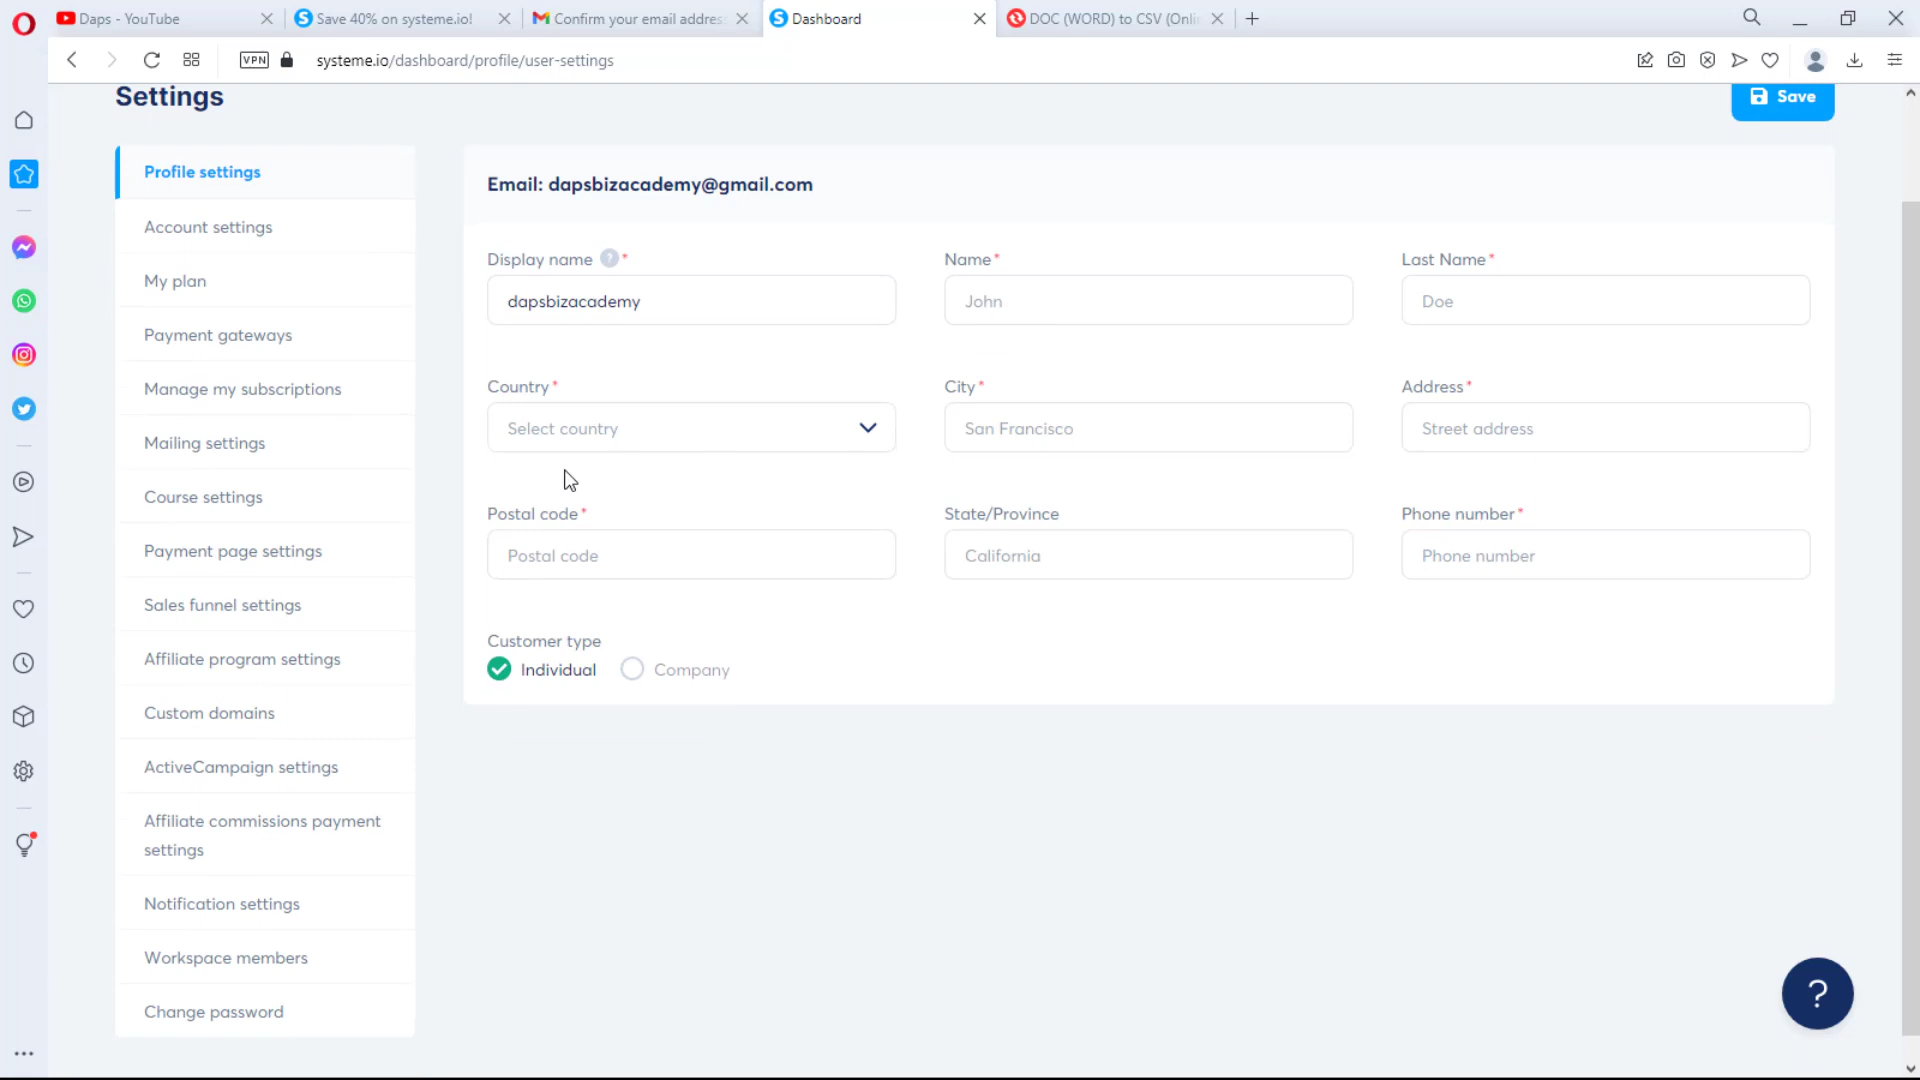 Daps - YouTube
Save 40% on systeme.io!
Confirm your email addres
Dashboard
DOC (WORD) to CSV (Onli
VPN
systeme.io/dashboard/profile/user-settings
Settings
Save
Profile settings
Account settings
My plan
Payment gateways
Manage my subscriptions
Mailing settings
Course settings
Payment page settings
Sales funnel settings
Affiliate program settings
Custom domains
ActiveCampaign settings
Affiliate commissions payment
settings
Notification settings
Workspace members
Change password
Email: dapsbizacademy@gmail.com
Display name ? *
Name*
Last Name*
dapsbizacademy
John
Doe
Country*
City*
Address*
Select country
San Francisco
Street address
Postal code*
State/Province
Phone number*
Postal code
California
Phone number
Customer type
Individual
Company
?